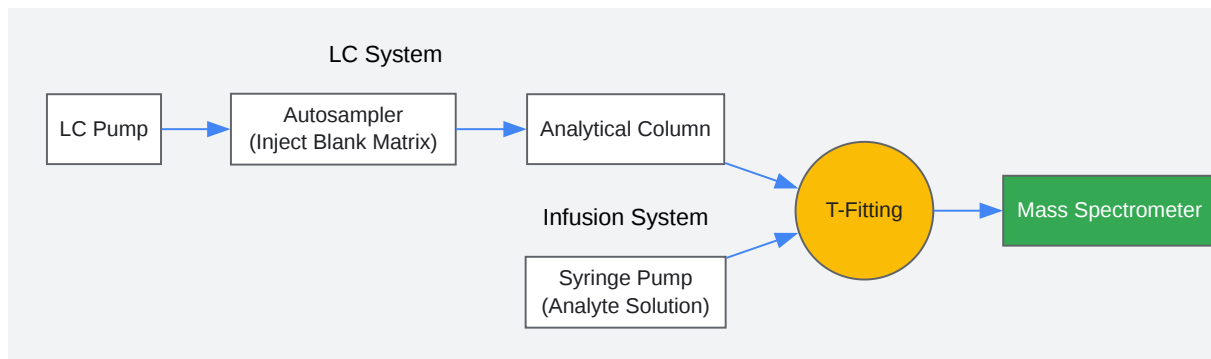 LC System
LC Pump
Autosampler
(Inject Blank Matrix)
Analytical Column
T-Fitting
Mass Spectrometer
Infusion System
Syringe Pump
(Analyte Solution)